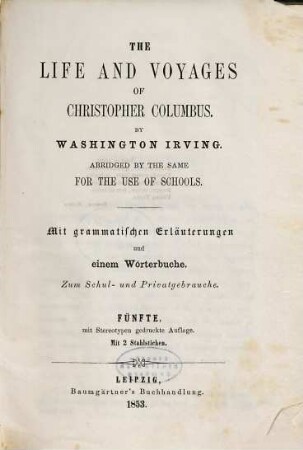 THE
LIFE AND VOYAGES
OF
CHRISTOPHER COLUMBUS.
BY
WASHINGTON IRVING.
ABRIDGED BY THE SAME
FOR THE USE OF SCHOOLS.
Mit grammatischen Erläuterungen
und
einem Wörterbuche.
Zum Schul- und Privatgebrauche.
FÜNFTE,
mit Stereotypen gedruckte Auflage.
Mit 2 Stahlstichen.
LEIPZIG,
Baumgärtner's Buchhandlung.
1853.